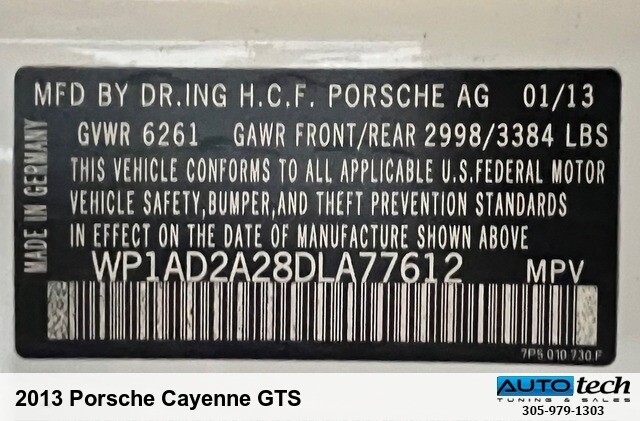 MFD BY DR.ING H.C.F. PORSCHE AG 01/13
GVWR 6261 GAWR FRONT/REAR 2998/3384 LBS
THIS VEHICLE CONFORMS TO ALL APPLICABLE U.S.FEDERAL MOTOR
VEHICLE SAFETY,BUMPER,AND THEFT PREVENTION STANDARDS
IN EFFECT ON THE DATE OF MANUFACTURE SHOWN ABOVE
MADE IN GERMANY
WP1AD2A28DLA77612 MPV
7P5 010 730 F
2013 Porsche Cayenne GTS
AUTO tech
TUNING & SALES
305-979-1303